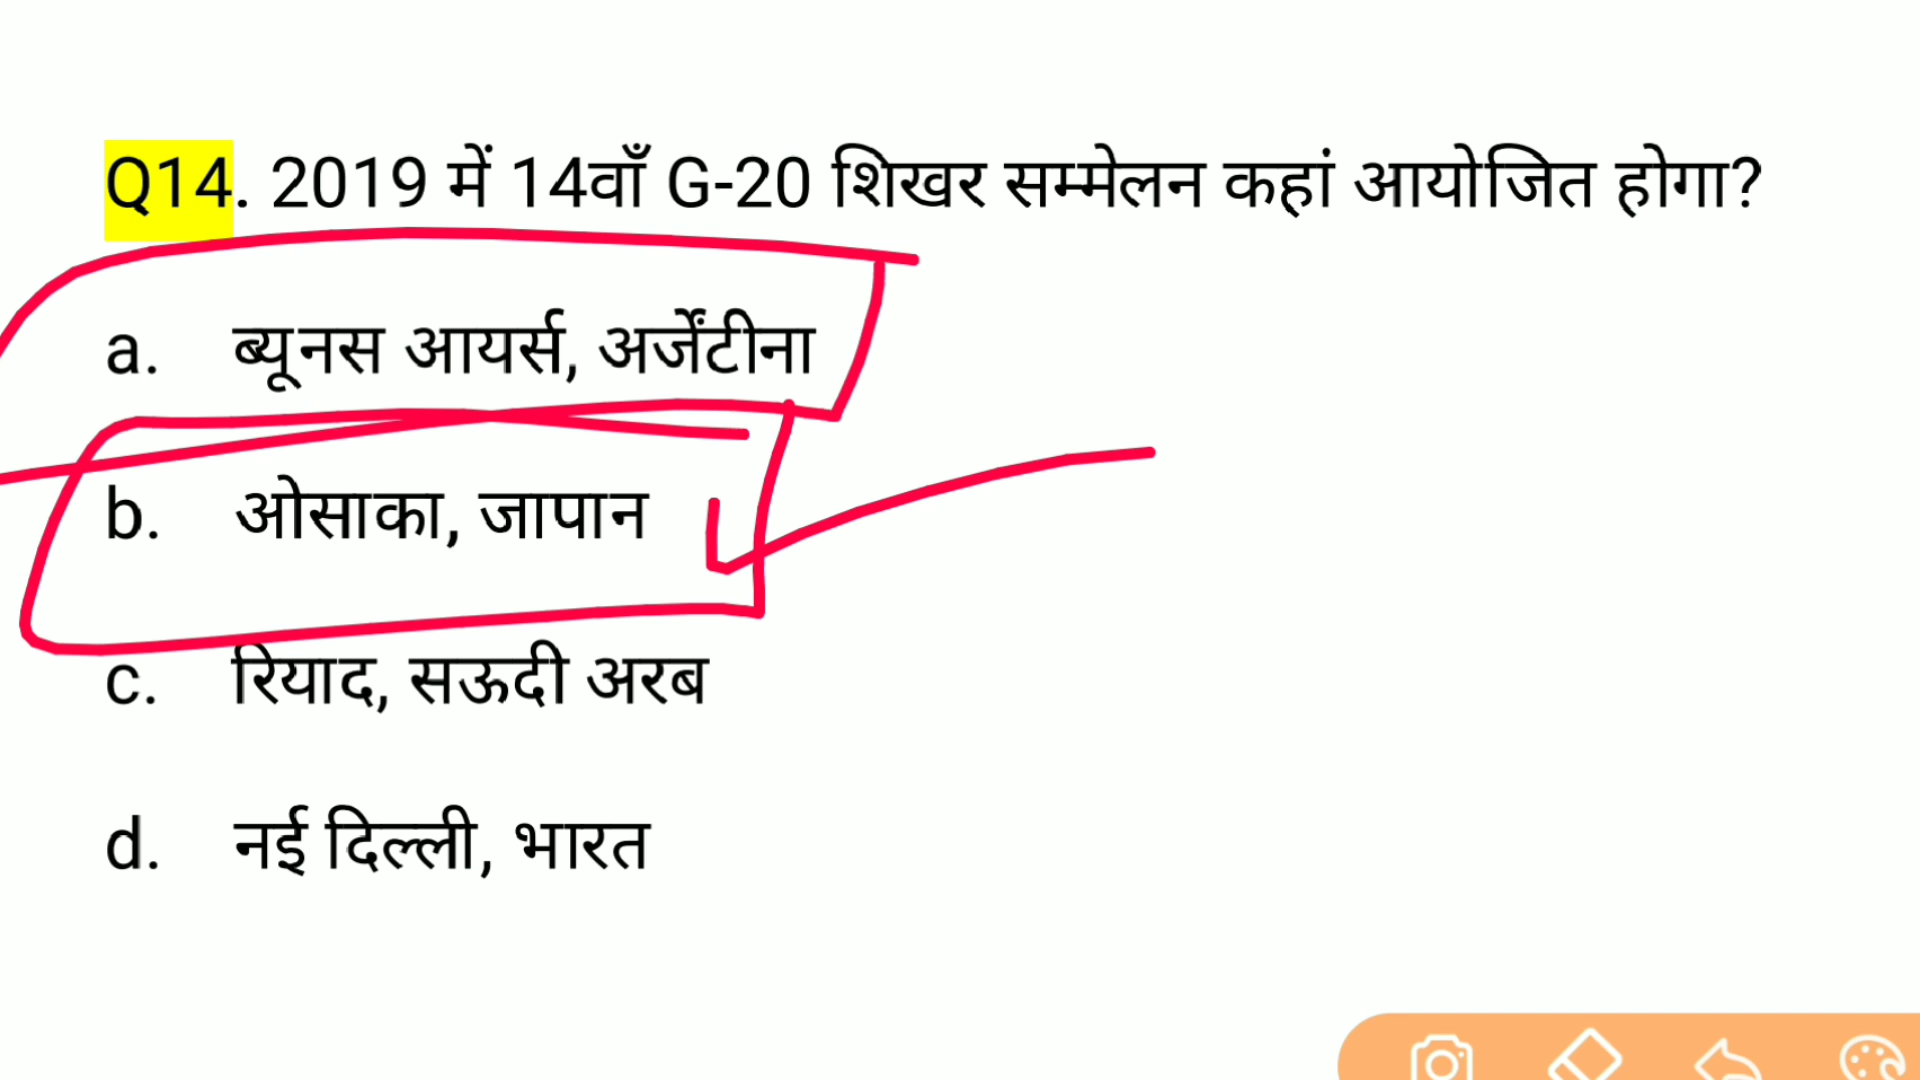 Q14. 2019 में 14वाँ G-20 शिखर सम्मेलन कहां आयोजित होगा?
a. ब्यूनस आयर्स, अर्जेंटीना
b. ओसाका, जापान
c. रियाद, सऊदी अरब
d. नई दिल्ली, भारत